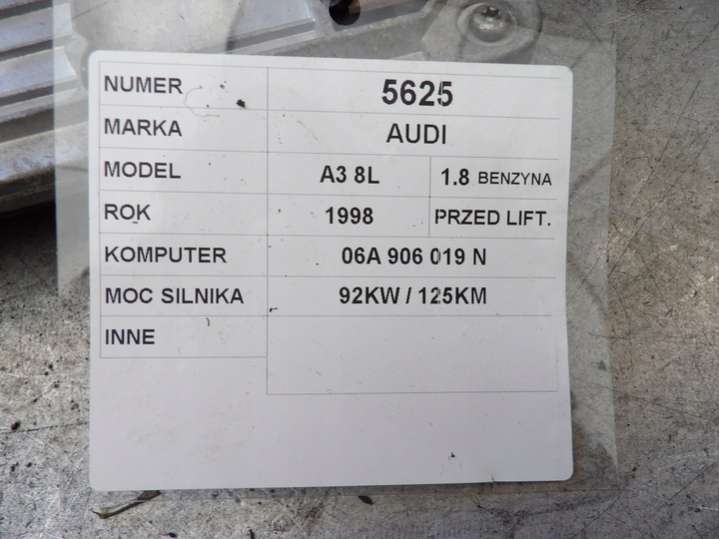 NUMER 5625
MARKA AUDI
MODEL A3 8L 1.8 BENZYNA
ROK 1998 PRZED LIFT.
KOMPUTER 06A 906 019 N
MOC SILNIKA 92KW / 125KM
INNE